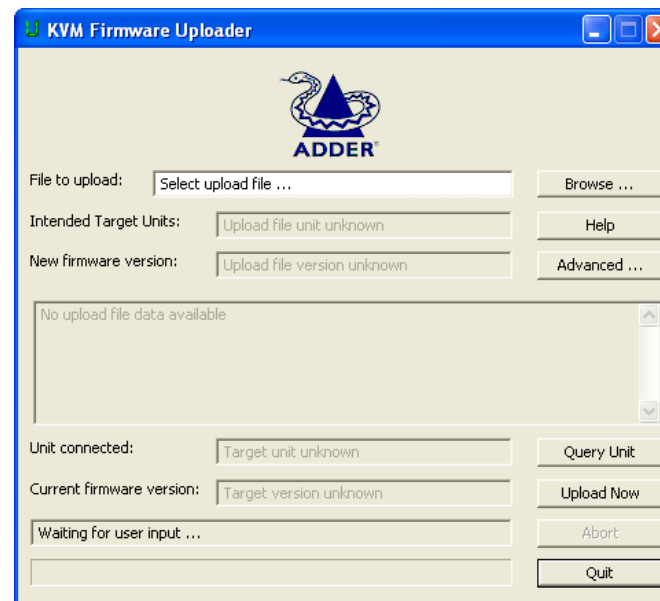 KVM Firmware Uploader
ADDER®
File to upload: Select upload file ... Browse ...
Intended Target Units: Upload file unit unknown Help
New firmware version: Upload file version unknown Advanced ...
No upload file data available
Unit connected: Target unit unknown Query Unit
Current firmware version: Target version unknown Upload Now
Waiting for user input ... Abort
Quit